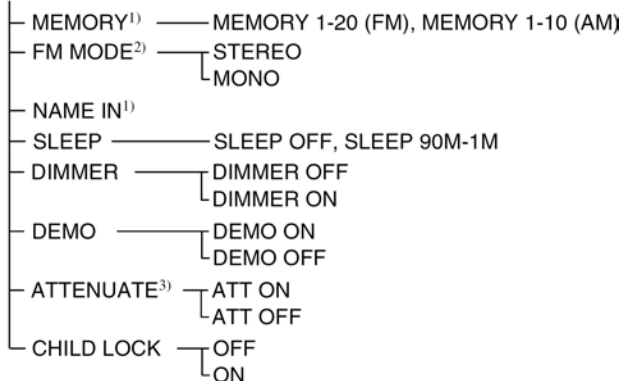 MEMORY1) MEMORY 1-20 (FM), MEMORY 1-10 (AM)
FM MODE2) STEREO
MONO
NAME IN1)
SLEEP SLEEP OFF, SLEEP 90M-1M
DIMMER DIMMER OFF
DIMMER ON
DEMO DEMO ON
DEMO OFF
ATTENUATE3) ATT ON
ATT OFF
CHILD LOCK OFF
ON